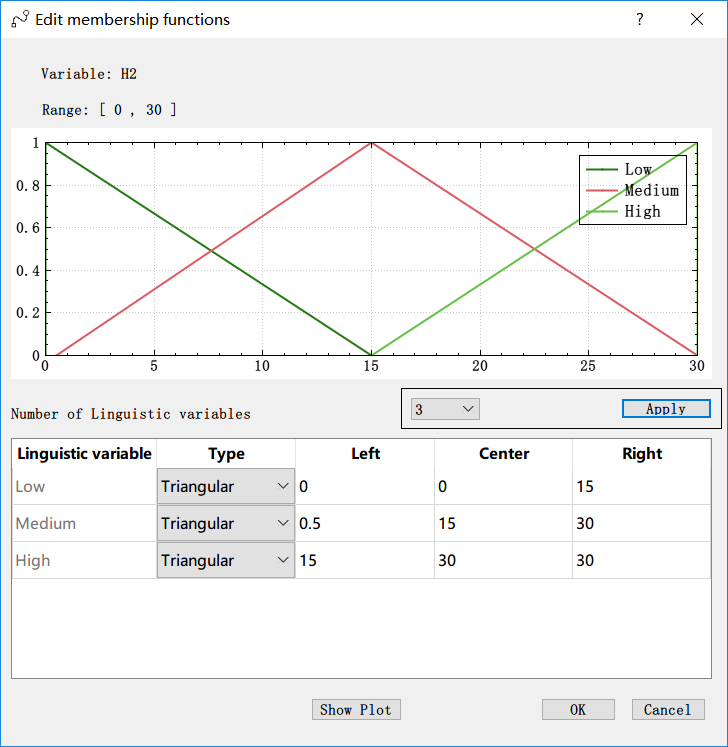 Edit membership functions
?
Variable: H2
Range: [ 0 , 30 ]
1
0.8
0.6
0.4
0.2
0
0 5 10 15 20 25 30
Low
Medium
High
Number of Linguistic variables
3
Apply
Linguistic variable Type Left Center Right
Low Triangular 0 0 15
Medium Triangular 0.5 15 30
High Triangular 15 30 30
Show Plot OK Cancel